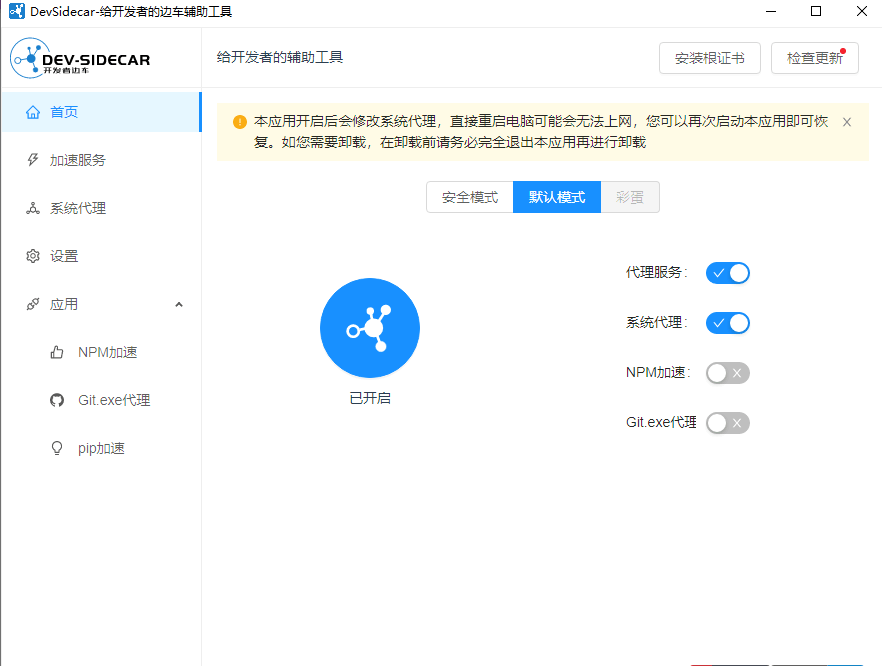 DevSidecar-给开发者的边车辅助工具
DEV-SIDECAR
开发者边车
给开发者的辅助工具
安装根证书
检查更新
首页
加速服务
系统代理
设置
应用
NPM加速
Git.exe代理
pip加速
本应用开启后会修改系统代理，直接重启电脑可能会无法上网，您可以再次启动本应用即可恢
复。如您需要卸载，在卸载前请务必完全退出本应用再进行卸载
安全模式
默认模式
彩蛋
已开启
代理服务:
系统代理:
NPM加速:
Git.exe代理